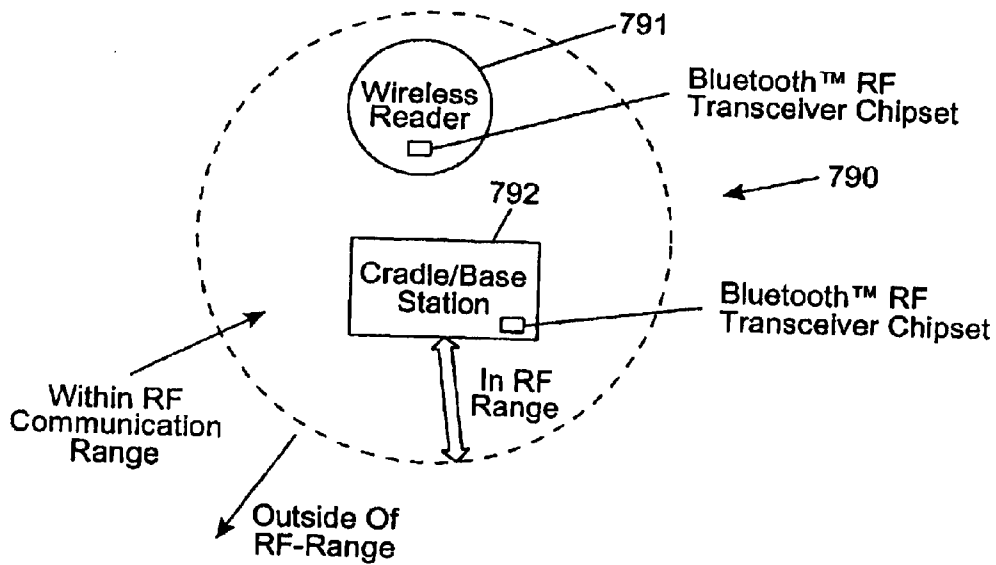 791
Wireless
Reader
Bluetooth™ RF
Transceiver Chipset
790
792
Cradle/Base
Station
Bluetooth™ RF
Transceiver Chipset
In RF
Range
Within RF
Communication
Range
Outside Of
RF-Range